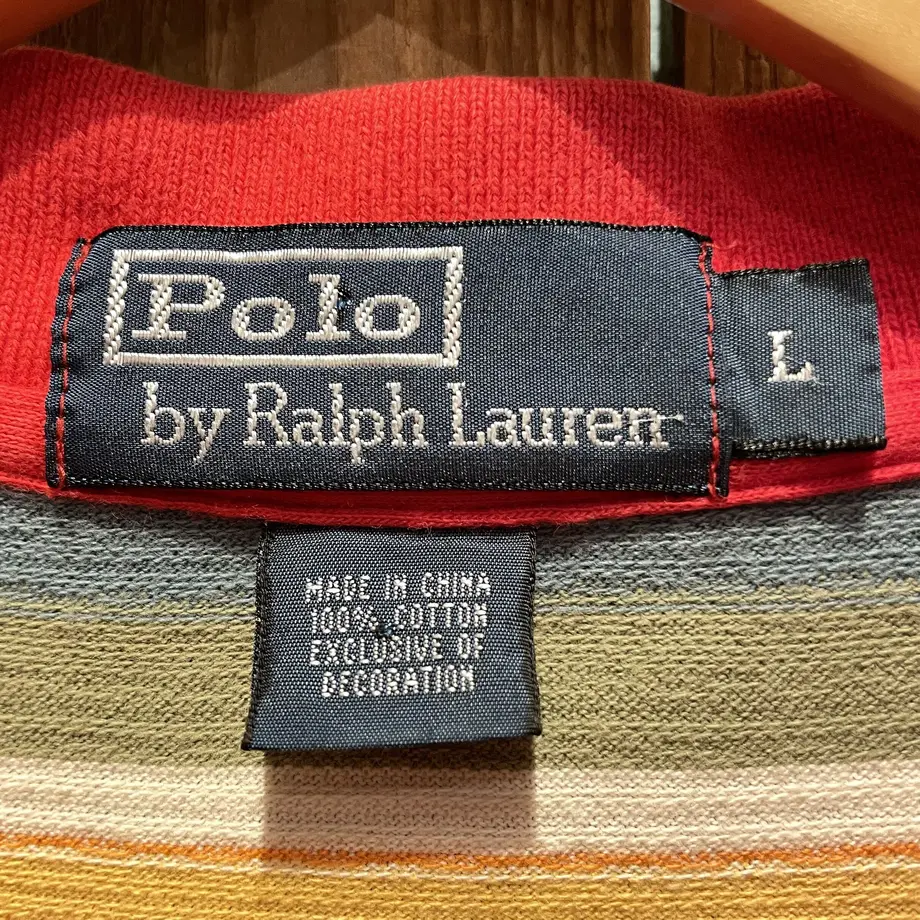 Polo
by Ralph Lauren
L
MADE IN CHINA
100% COTTON
EXCLUSIVE OF
DECORATION